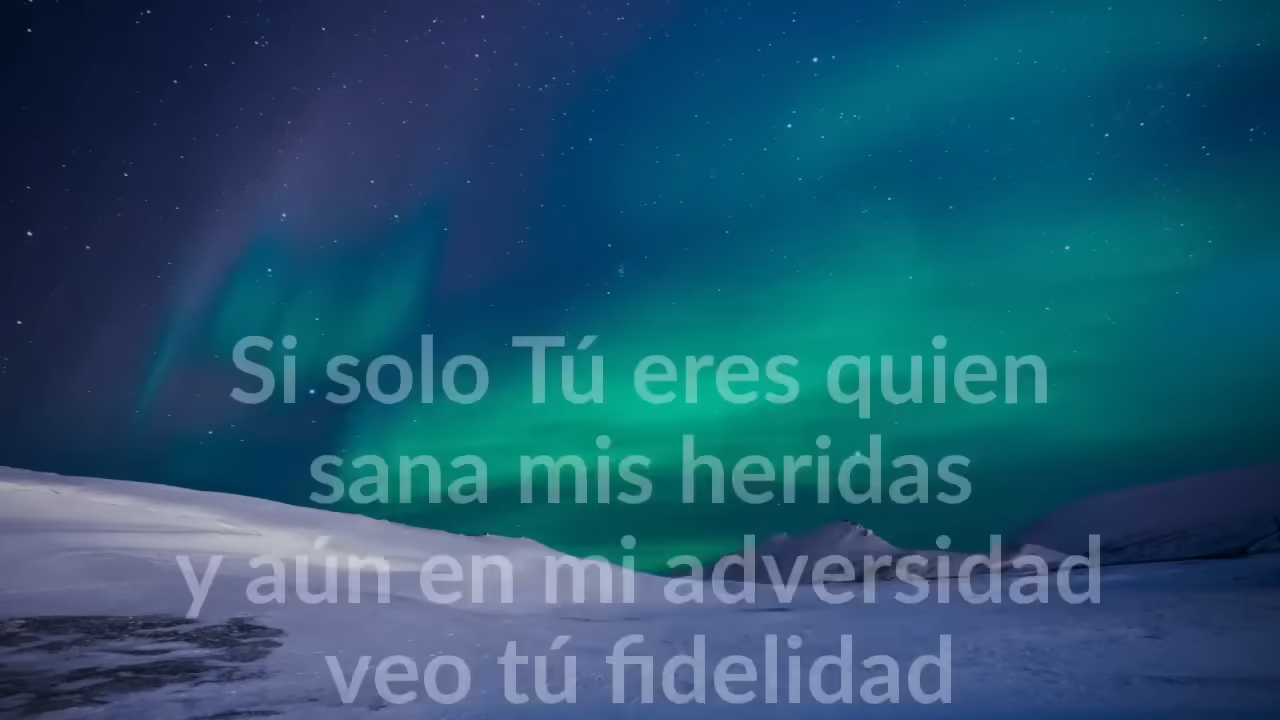 Si solo Tú eres quien
sana mis heridas
y aún en mi adversidad
veo tú fidelidad